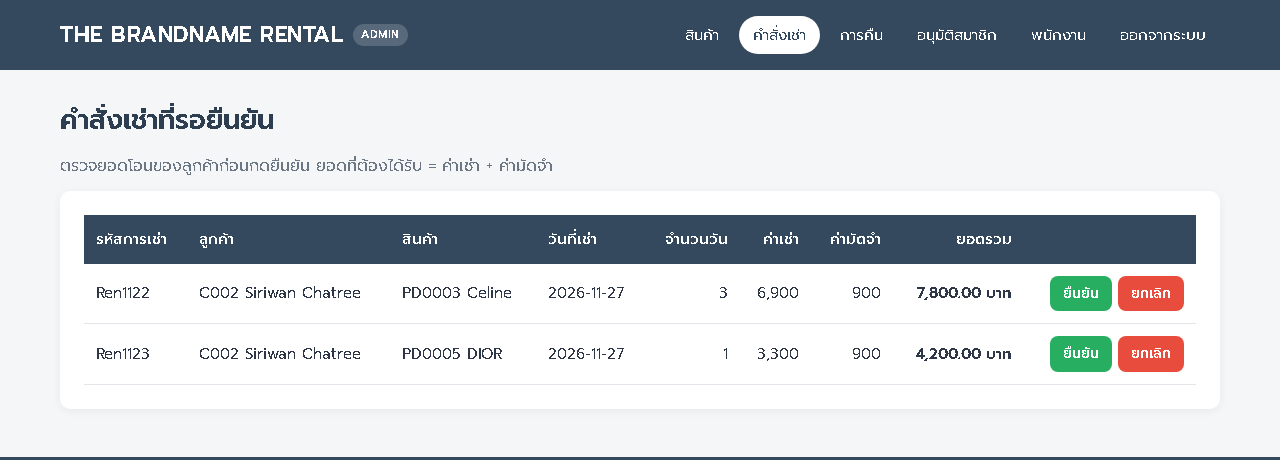 THE BRANDNAME RENTAL ADMIN สินค้า คำสั่งเช่า การคืน อนุมัติสมาชิก พนักงาน ออกจากระบบ
คำสั่งเช่าที่รอยืนยัน
ตรวจยอดโอนของลูกค้าก่อนกดยืนยัน ยอดที่ต้องได้รับ = ค่าเช่า + ค่ามัดจำ
รหัสการเช่า ลูกค้า สินค้า วันที่เช่า จำนวนวัน ค่าเช่า ค่ามัดจำ ยอดรวม
Ren1122 C002 Siriwan Chatree PD0003 Celine 2026-11-27 3 6,900 900 7,800.00 บาท ยืนยัน ยกเลิก
Ren1123 C002 Siriwan Chatree PD0005 DIOR 2026-11-27 1 3,300 900 4,200.00 บาท ยืนยัน ยกเลิก